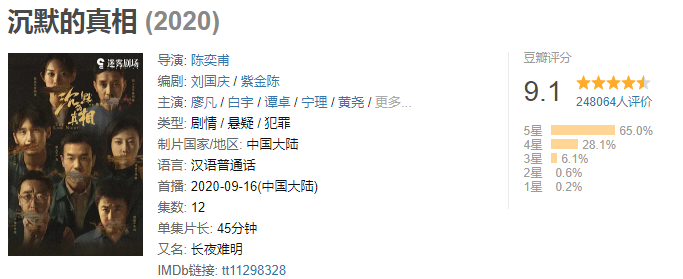 沉默的真相 (2020)
迷雾剧场
沉默的真相
导演: 陈奕甫
编剧: 刘国庆 / 紫金陈
主演: 廖凡 / 白宇 / 谭卓 / 宁理 / 黄尧 / 更多...
类型: 剧情 / 悬疑 / 犯罪
制片国家/地区: 中国大陆
语言: 汉语普通话
首播: 2020-09-16(中国大陆)
集数: 12
单集片长: 45分钟
又名: 长夜难明
IMDb链接: tt11298328
豆瓣评分
9.1
248064人评价
5星 65.0%
4星 28.1%
3星 6.1%
2星 0.6%
1星 0.2%